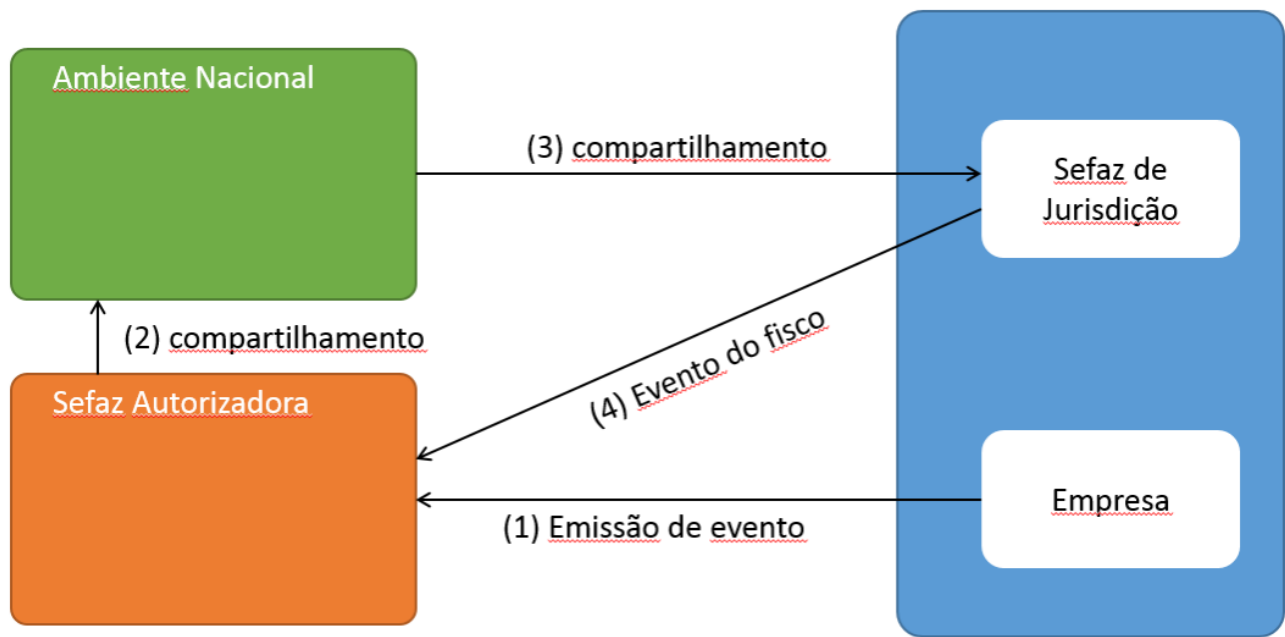 Ambiente Nacional
(3) compartilhamento
Sefaz de
Jurisdição
(2) compartilhamento
(4) Evento do fisco
Sefaz Autorizadora
Empresa
(1) Emissão de evento